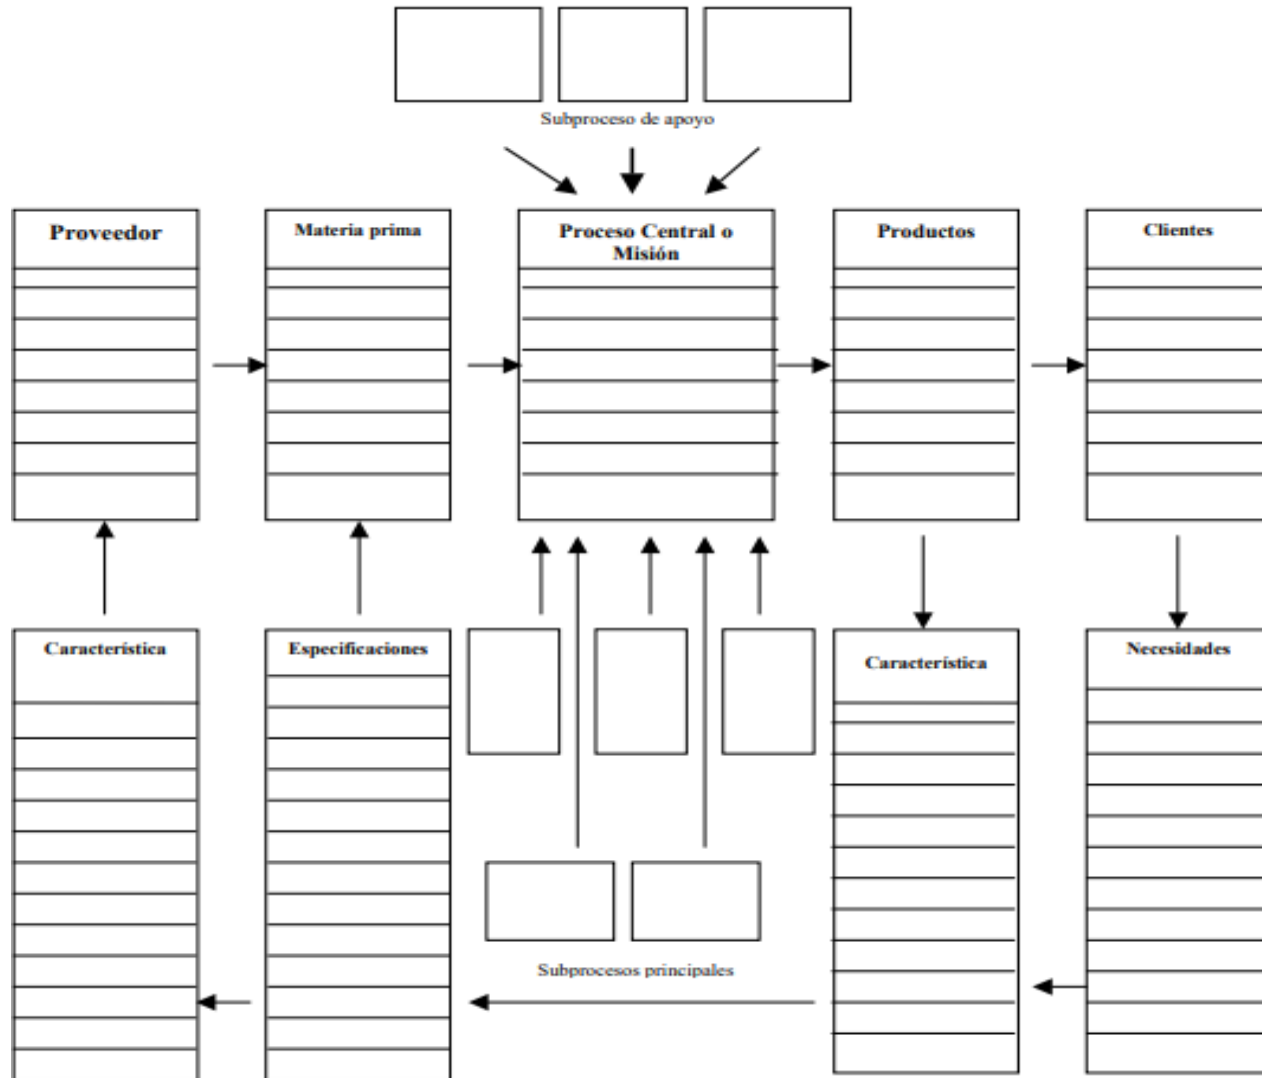 Subproceso de apoyo
Proveedor
Materia prima
Proceso Central o
Misión
Productos
Clientes
Característica
Especificaciones
Característica
Necesidades
Subprocesos principales